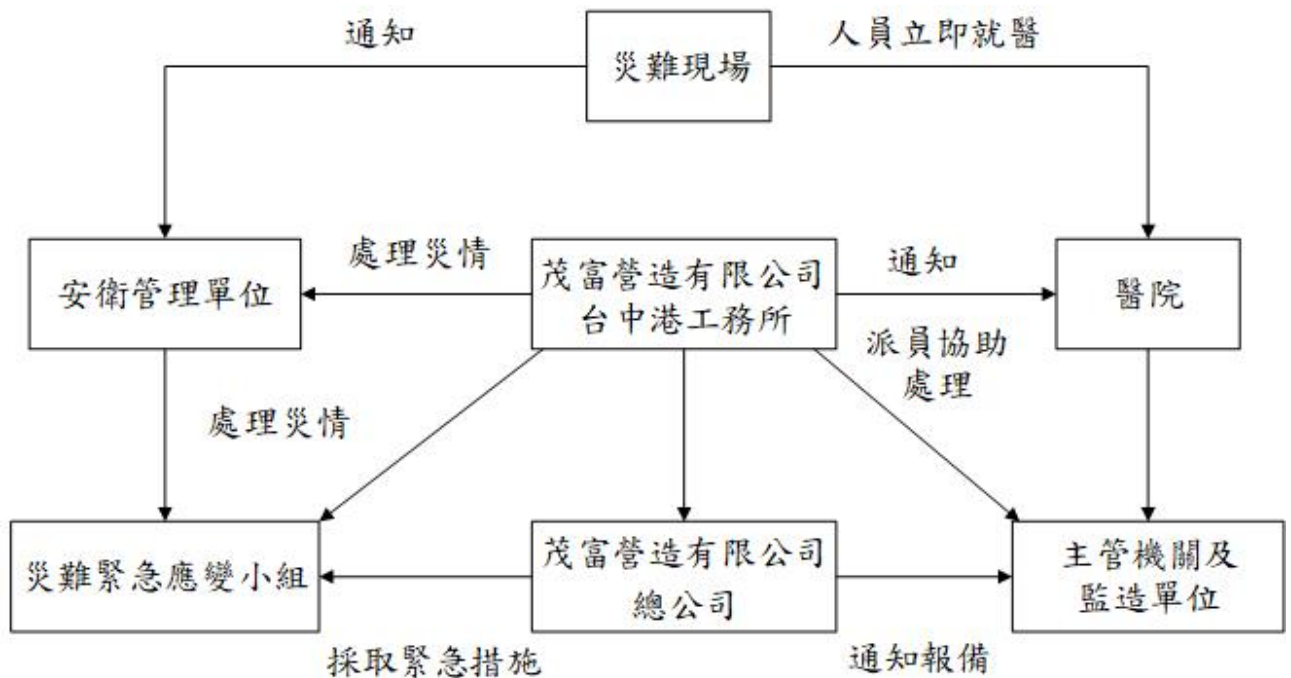 通知
災難現場
人員立即就醫
安衛管理單位
處理災情
茂富營造有限公司
台中港工務所
通知
醫院
派員協助
處理
處理災情
災難緊急應變小組
茂富營造有限公司
總公司
主管機關及
監造單位
採取緊急措施
通知報備